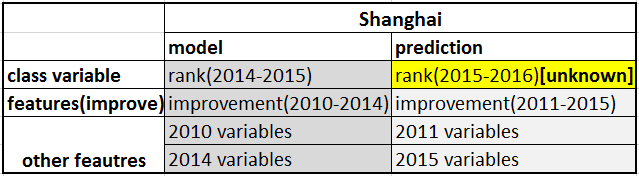 Shanghai
model prediction
class variable rank(2014-2015) rank(2015-2016)[unknown]
features(improve) improvement(2010-2014) improvement(2011-2015)
2010 variables 2011 variables
other feautres
2014 variables 2015 variables